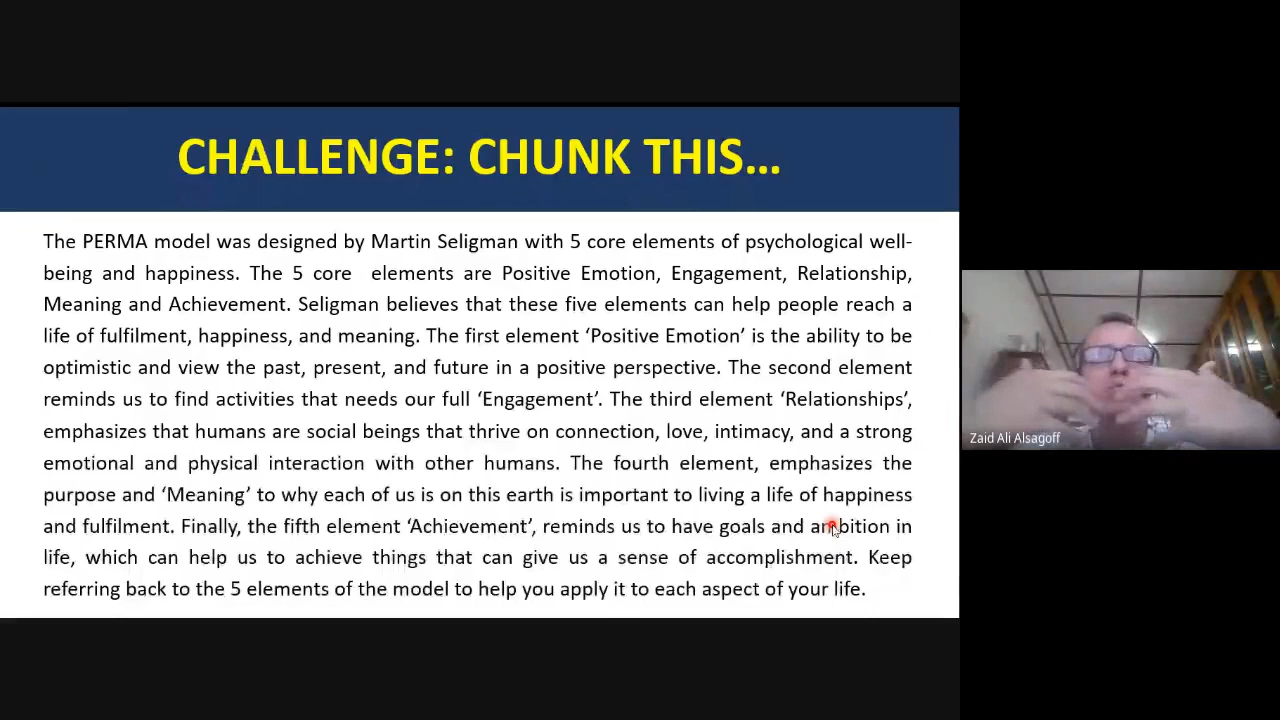 CHALLENGE: CHUNK THIS…
The PERMA model was designed by Martin Seligman with 5 core elements of psychological well-
being and happiness. The 5 core  elements are Positive Emotion, Engagement, Relationship,
Meaning and Achievement. Seligman believes that these five elements can help people reach a
life of fulfilment, happiness, and meaning. The first element ‘Positive Emotion’ is the ability to be
optimistic and view the past, present, and future in a positive perspective. The second element
reminds us to find activities that needs our full ‘Engagement’. The third element ‘Relationships’,
emphasizes that humans are social beings that thrive on connection, love, intimacy, and a strong
emotional and physical interaction with other humans. The fourth element, emphasizes the
purpose and ‘Meaning’ to why each of us is on this earth is important to living a life of happiness
and fulfilment. Finally, the fifth element ‘Achievement’, reminds us to have goals and ambition in
life, which can help us to achieve things that can give us a sense of accomplishment. Keep
referring back to the 5 elements of the model to help you apply it to each aspect of your life.
Zaid Ali Alsagoff